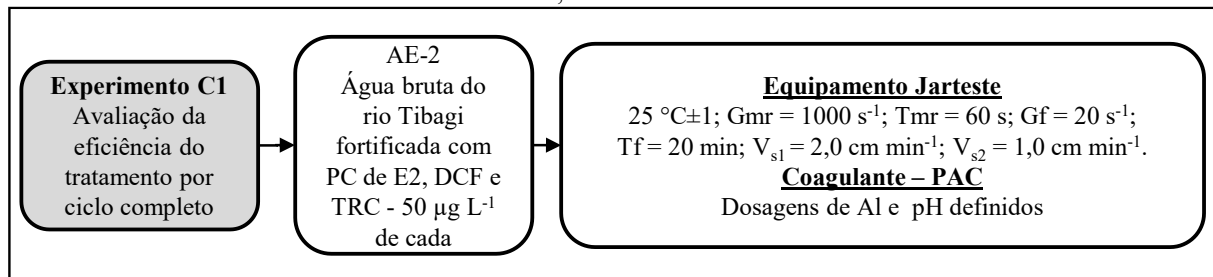 Experimento C1
Avaliação da
eficiência do
tratamento por
ciclo completo
AE-2
Água bruta do
rio Tibagi
fortificada com
PC de E2, DCF e
TRC - 50 µg L⁻¹
de cada
Equipamento Jarteste
25 °C±1; Gmr = 1000 s⁻¹; Tmr = 60 s; Gf = 20 s⁻¹;
Tf = 20 min; Vₛ₁ = 2,0 cm min⁻¹; Vₛ₂ = 1,0 cm min⁻¹.
Coagulante – PAC
Dosagens de Al e pH definidos